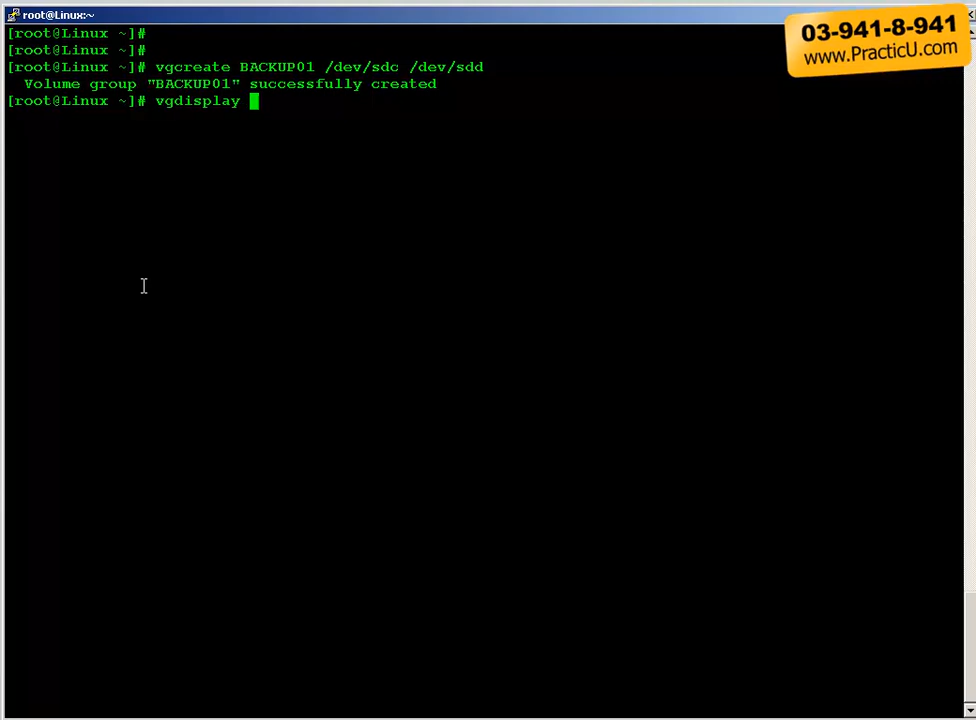 root@Linux:~
03-941-8-941
www.PracticU.com
[root@Linux ~]#
[root@Linux ~]#
[root@Linux ~]# vgcreate BACKUP01 /dev/sdc /dev/sdd
Volume group "BACKUP01" successfully created
[root@Linux ~]# vgdisplay